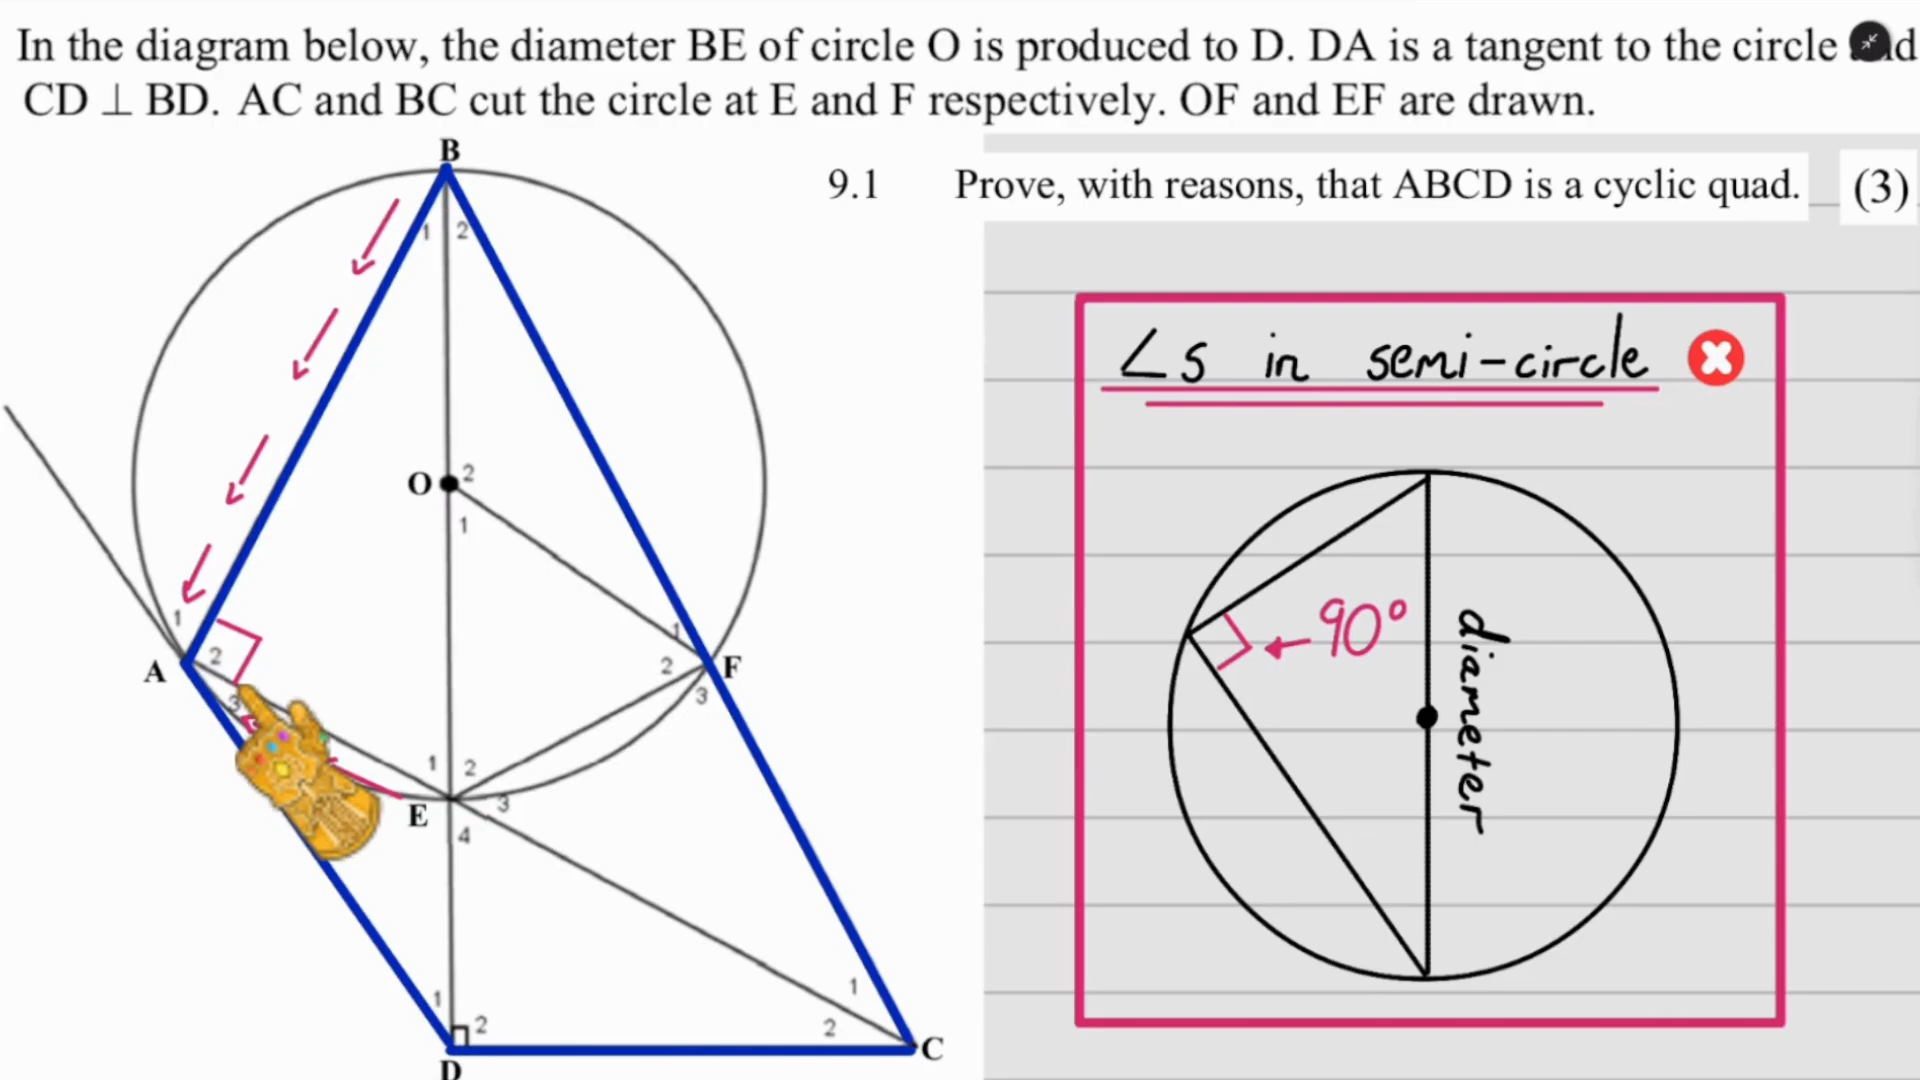 In the diagram below, the diameter BE of circle O is produced to D. DA is a tangent to the circle
CD ⊥ BD. AC and BC cut the circle at E and F respectively. OF and EF are drawn.
9.1 Prove, with reasons, that ABCD is a cyclic quad. (3)
∠s in semi-circle
90°
diameter
B
1 2
O 2
1
1
A 2
3
1
2 F
3
1 2
E 3
4
1
1 2
2
C
D